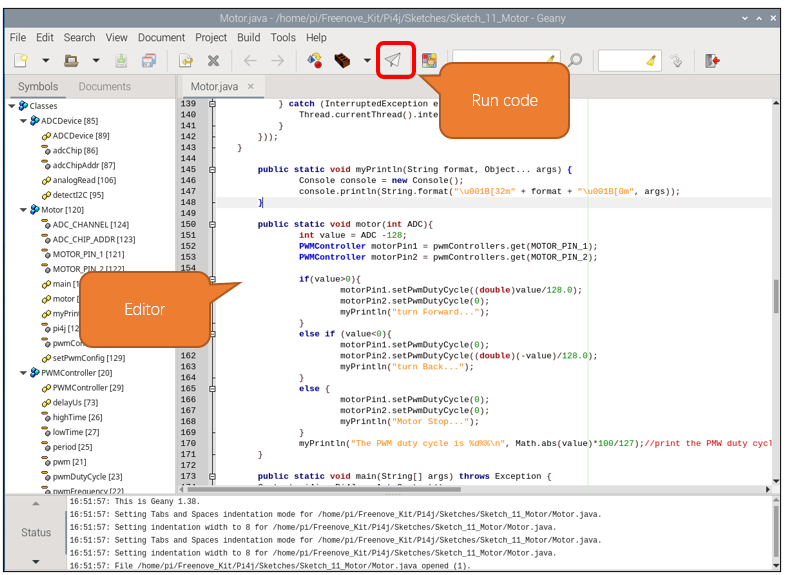 Motor.java - /home/pi/Freenove_Kit/Pi4j/Sketches/Sketch_11_Motor - Geany
File Edit Search View Document Project Build Tools Help
Run code
Symbols Documents
Motor.java
Classes
ADCDevice [85]
ADCDevice [89]
adcChip [86]
adcChipAddr [87]
analogRead [106]
detectI2C [95]
Motor [120]
ADC_CHANNEL [124]
ADC_CHIP_ADDR [123]
MOTOR_PIN_1 [121]
MOTOR_PIN_2 [122]
main [1
motor [
myPrint
pi4j [12
pwmCon
setPwmConfig [129]
PWMController [20]
PWMController [29]
delayUs [73]
highTime [26]
lowTime [27]
period [25]
pwm [21]
pwmDutyCycle [23]
pwmFrequency [22]
Editor
139 } catch (InterruptedException e
140 Thread.currentThread().inte
141 }
142 }));
143 }
144
145 public static void myPrintln(String format, Object... args) {
146 Console console = new Console();
147 console.println(String.format("\u001B[32m" + format + "\u001B[0m", args));
148 }
149
150 public static void motor(int ADC){
151 int value = ADC -128;
152 PWMController motorPin1 = pwmControllers.get(MOTOR_PIN_1);
153 PWMController motorPin2 = pwmControllers.get(MOTOR_PIN_2);
154
if(value>0){
motorPin1.setPwmDutyCycle((double)value/128.0);
motorPin2.setPwmDutyCycle(0);
myPrintln("turn Forward...");
}
else if (value<0){
motorPin1.setPwmDutyCycle(0);
162 motorPin2.setPwmDutyCycle((double)(-value)/128.0);
163 myPrintln("turn Back...");
164 }
165 else {
166 motorPin1.setPwmDutyCycle(0);
167 motorPin2.setPwmDutyCycle(0);
168 myPrintln("Motor Stop...");
169 }
170 myPrintln("The PWM duty cycle is %d%%\n", Math.abs(value)*100/127);//print the PMW duty cycl
171 }
172
173 public static void main(String[] args) throws Exception {
Status
16:51:57: This is Geany 1.38.
16:51:57: Setting Tabs and Spaces indentation mode for /home/pi/Freenove_Kit/Pi4j/Sketches/Sketch_11_Motor/Motor.java.
16:51:57: Setting indentation width to 8 for /home/pi/Freenove_Kit/Pi4j/Sketches/Sketch_11_Motor/Motor.java.
16:51:57: Setting Tabs and Spaces indentation mode for /home/pi/Freenove_Kit/Pi4j/Sketches/Sketch_11_Motor/Motor.java.
16:51:57: Setting indentation width to 8 for /home/pi/Freenove_Kit/Pi4j/Sketches/Sketch_11_Motor/Motor.java.
16:51:57: File /home/pi/Freenove_Kit/Pi4j/Sketches/Sketch_11_Motor/Motor.java opened (1).